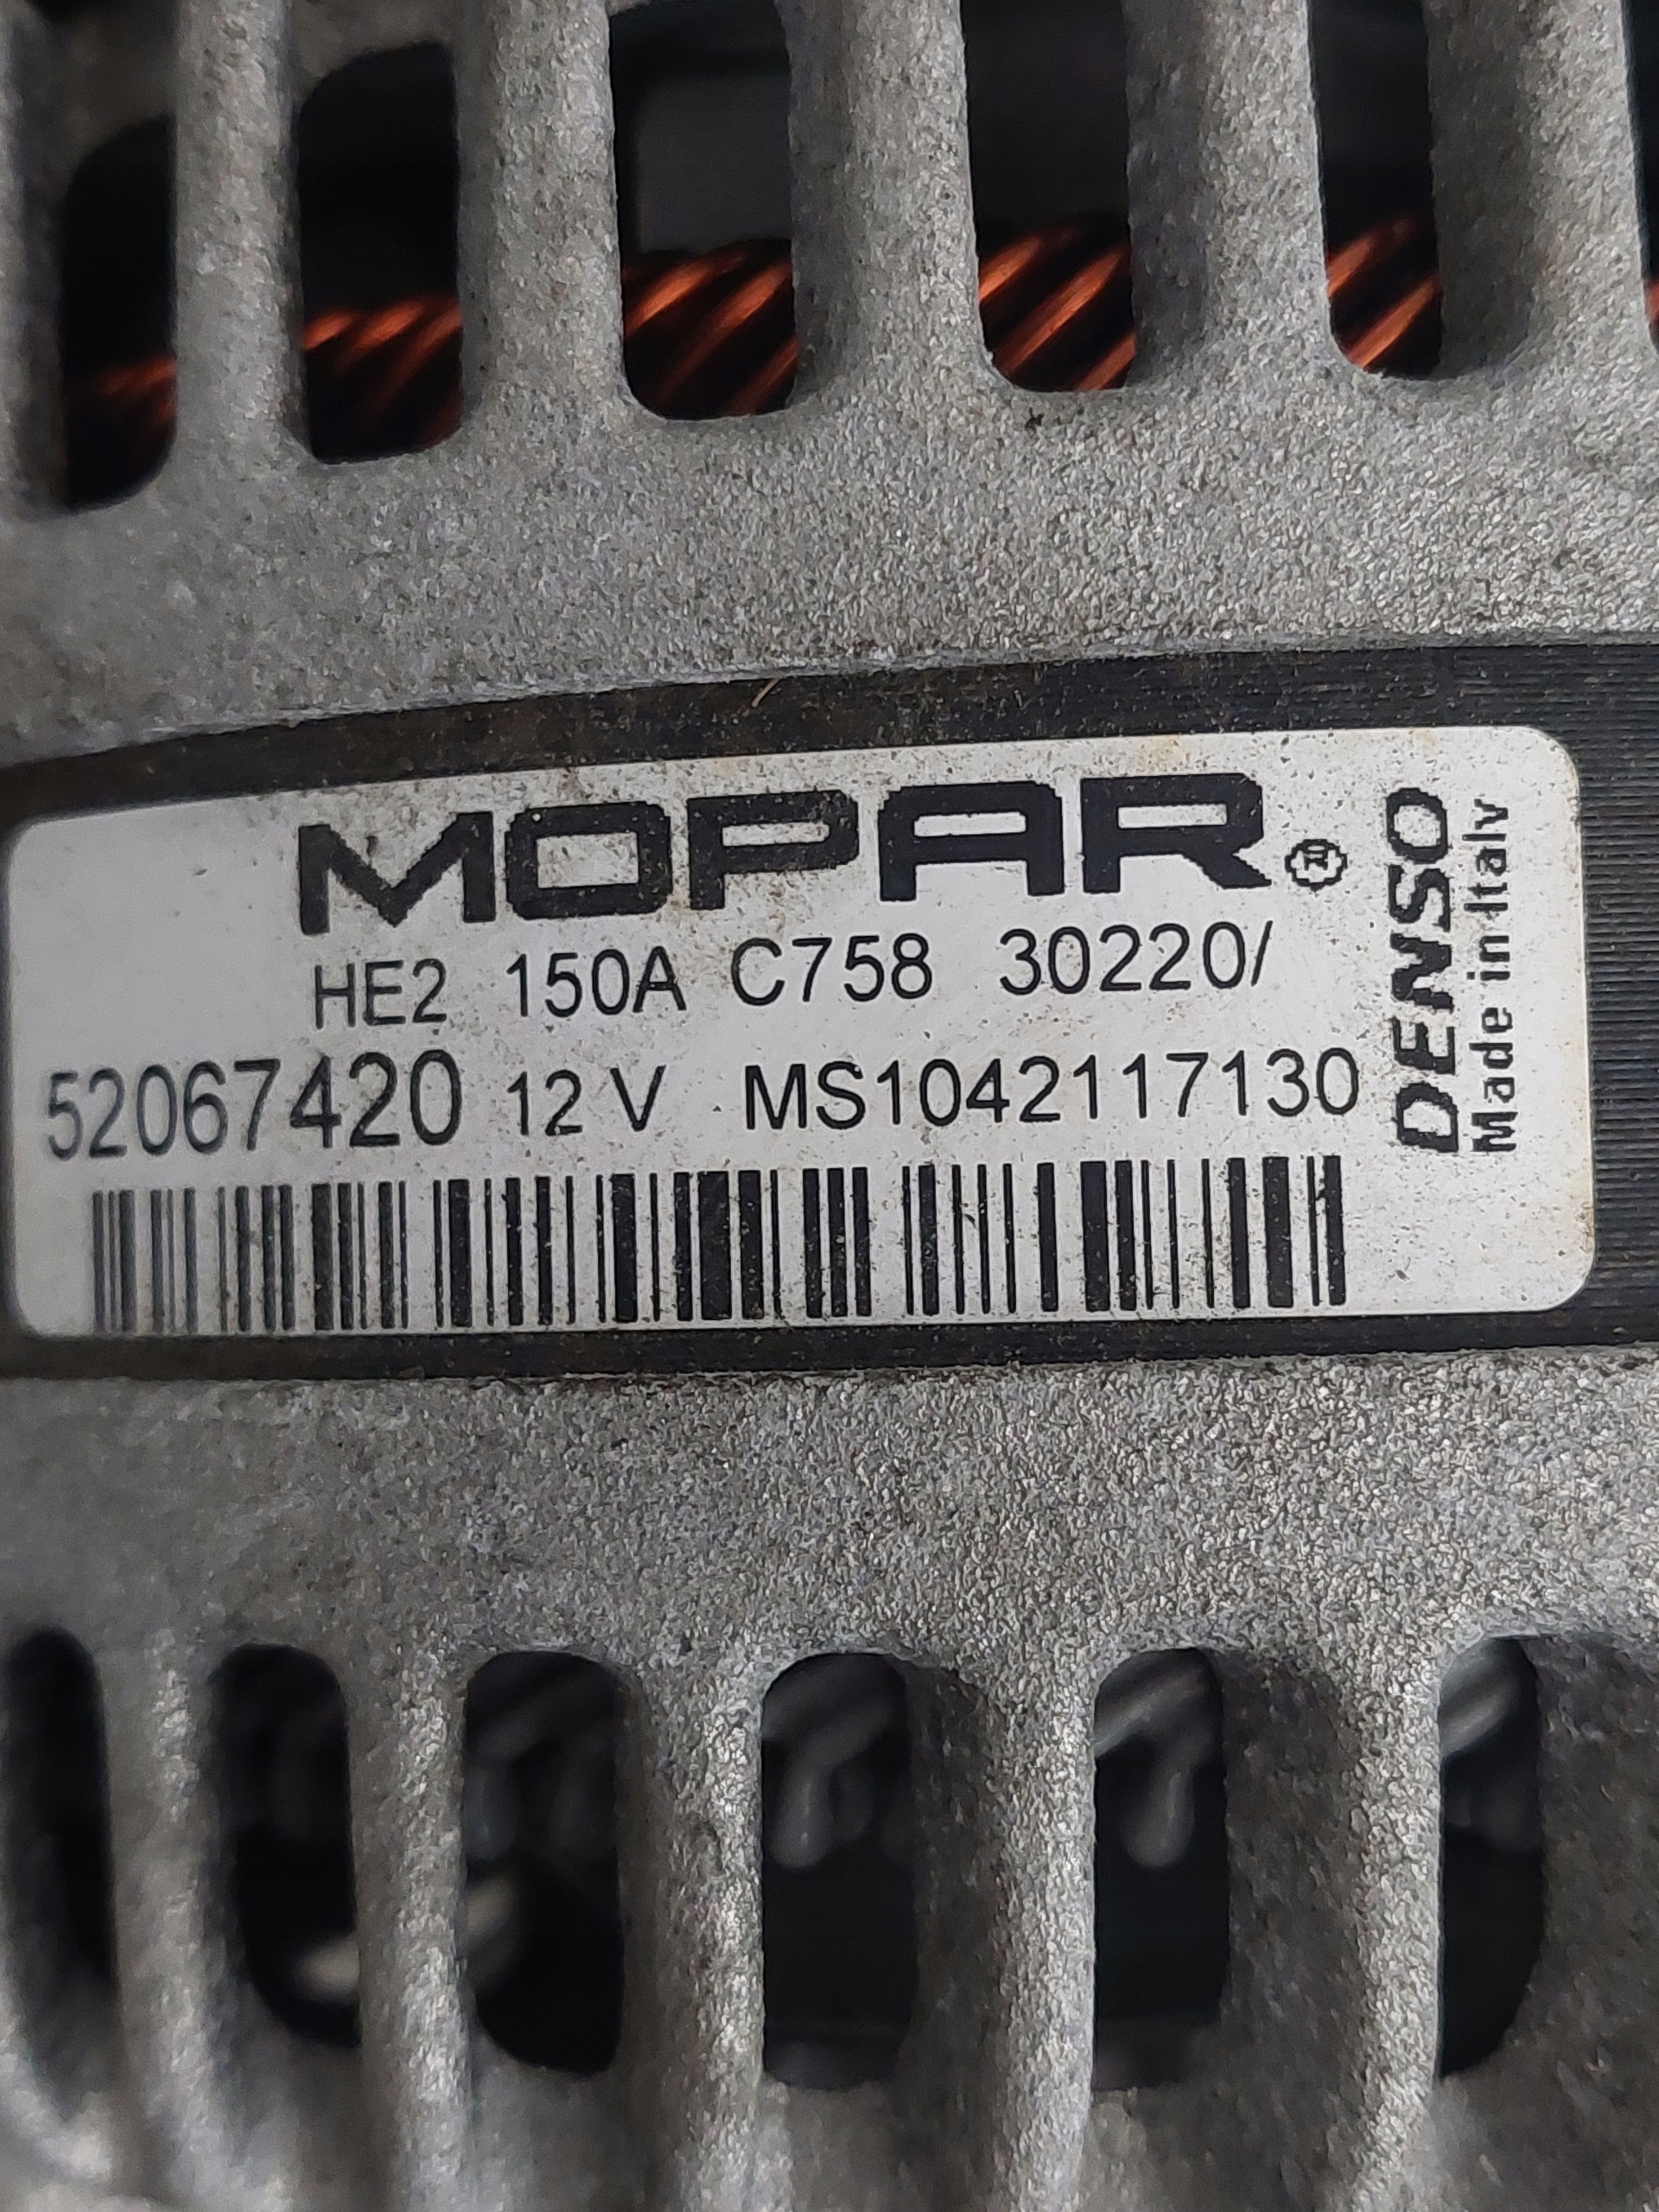 MOPAR®
HE2 150A C758 30220/
52067420 12 V MS1042117130
DENSO
Made in Italy